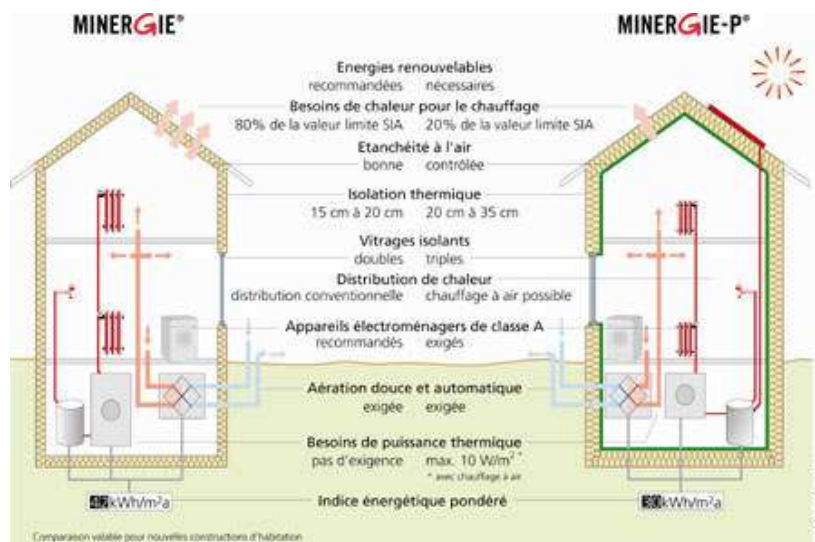 MINERGIE® MINERGIE-P®
Energies renouvelables
recommandées nécessaires
Besoins de chaleur pour le chauffage
80% de la valeur limite SIA 20% de la valeur limite SIA
Etanchéité à l'air
bonne contrôlée
Isolation thermique
15 cm à 20 cm 20 cm à 35 cm
Vitrages isolants
doubles triples
Distribution de chaleur
distribution conventionnelle chauffage à air possible
Appareils électroménagers de classe A
recommandés exigés
Aération douce et automatique
exigée exigée
Besoins de puissance thermique
pas d'exigence max. 10 W/m² *
* avec chauffage à air
Indice énergétique pondéré
42 kWh/m²a 30 kWh/m²a
Comparaison valable pour nouvelles constructions d'habitation